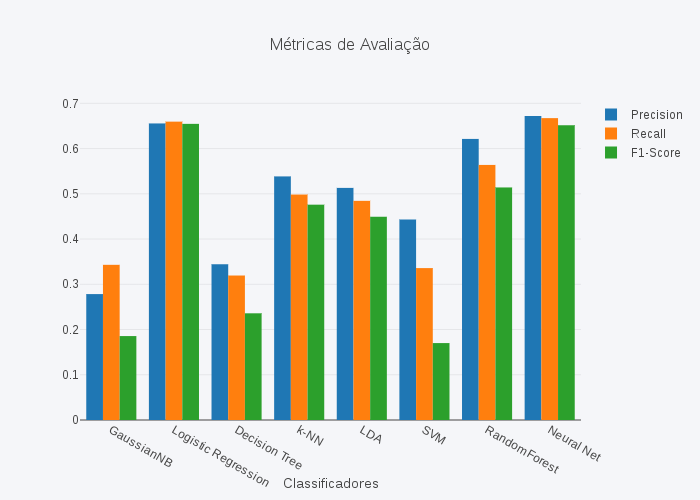 Métricas de Avaliação
0.7
0.6
0.5
0.4
0.3
0.2
0.1
0
Precision
Recall
F1-Score
GaussianNB
Logistic Regression
Decision Tree
k-NN
LDA
SVM
RandomForest
Neural Net
Classificadores